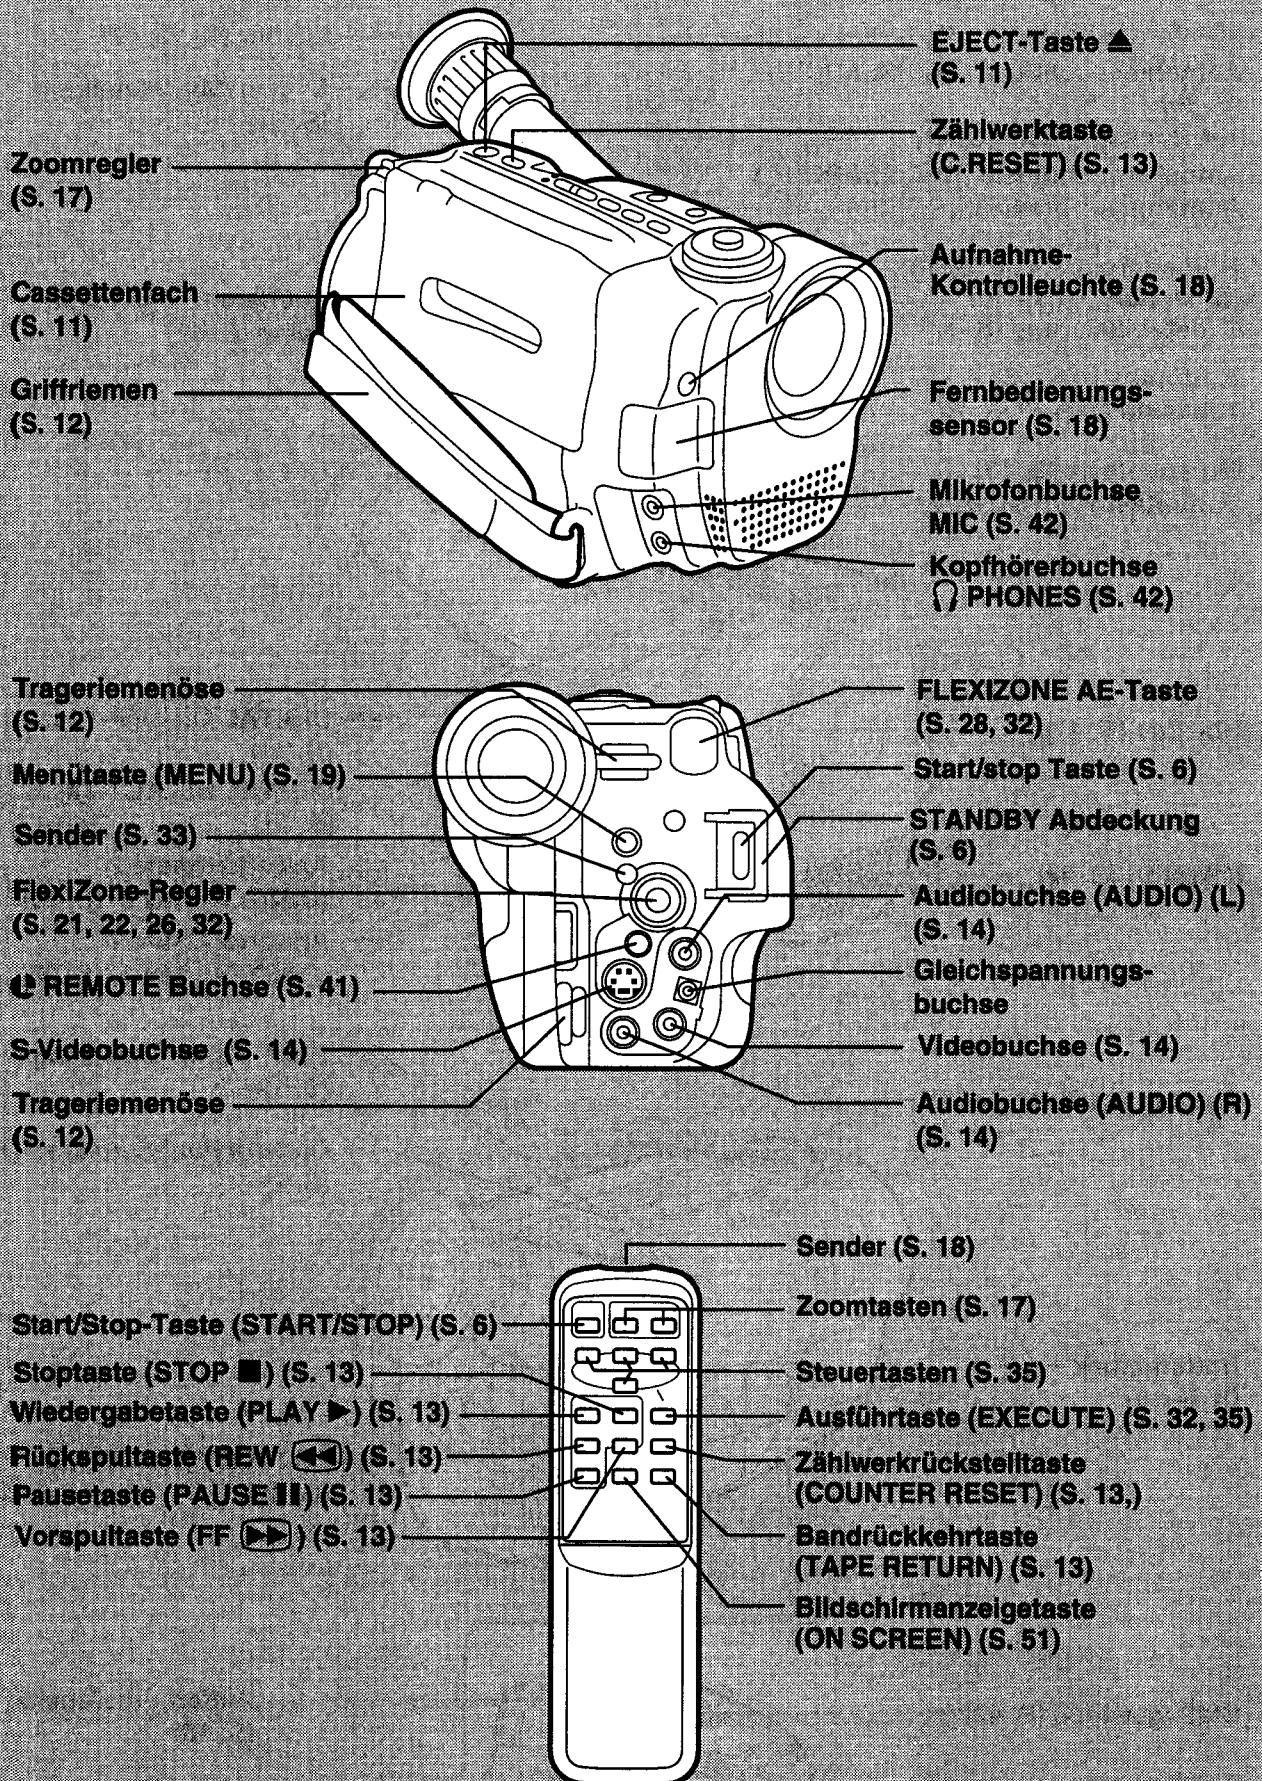 EJECT-Taste ⏏
(S. 11)
Zählwerktaste
(C.RESET) (S. 13)
Zoomregler
(S. 17)
Aufnahme-
Kontrolleuchte (S. 18)
Cassettenfach
(S. 11)
Griffriemen
(S. 12)
Fernbedienungs-
sensor (S. 18)
Mikrofonbuchse
MIC (S. 42)
Kopfhörerbuchse
🎧 PHONES (S. 42)
Trageriemenöse
(S. 12)
Menütaste (MENU) (S. 19)
Sender (S. 33)
FlexiZone-Regler
(S. 21, 22, 26, 32)
REMOTE Buchse (S. 41)
S-Videobuchse (S. 14)
Trageriemenöse
(S. 12)
FLEXIZONE AE-Taste
(S. 28, 32)
Start/stop Taste (S. 6)
STANDBY Abdeckung
(S. 6)
Audiobuchse (AUDIO) (L)
(S. 14)
Gleichspannungs-
buchse
Videobuchse (S. 14)
Audiobuchse (AUDIO) (R)
(S. 14)
Start/Stop-Taste (START/STOP) (S. 6)
Stoptaste (STOP ■) (S. 13)
Wiedergabetaste (PLAY ▶) (S. 13)
Rückspultaste (REW ◀◀) (S. 13)
Pausetaste (PAUSE ❚❚) (S. 13)
Vorspultaste (FF ▶▶) (S. 13)
Sender (S. 18)
Zoomtasten (S. 17)
Steuertasten (S. 35)
Ausführtaste (EXECUTE) (S. 32, 35)
Zählwerkrückstelltaste
(COUNTER RESET) (S. 13,)
Bandrückkehrtaste
(TAPE RETURN) (S. 13)
Bildschirmanzeigetaste
(ON SCREEN) (S. 51)